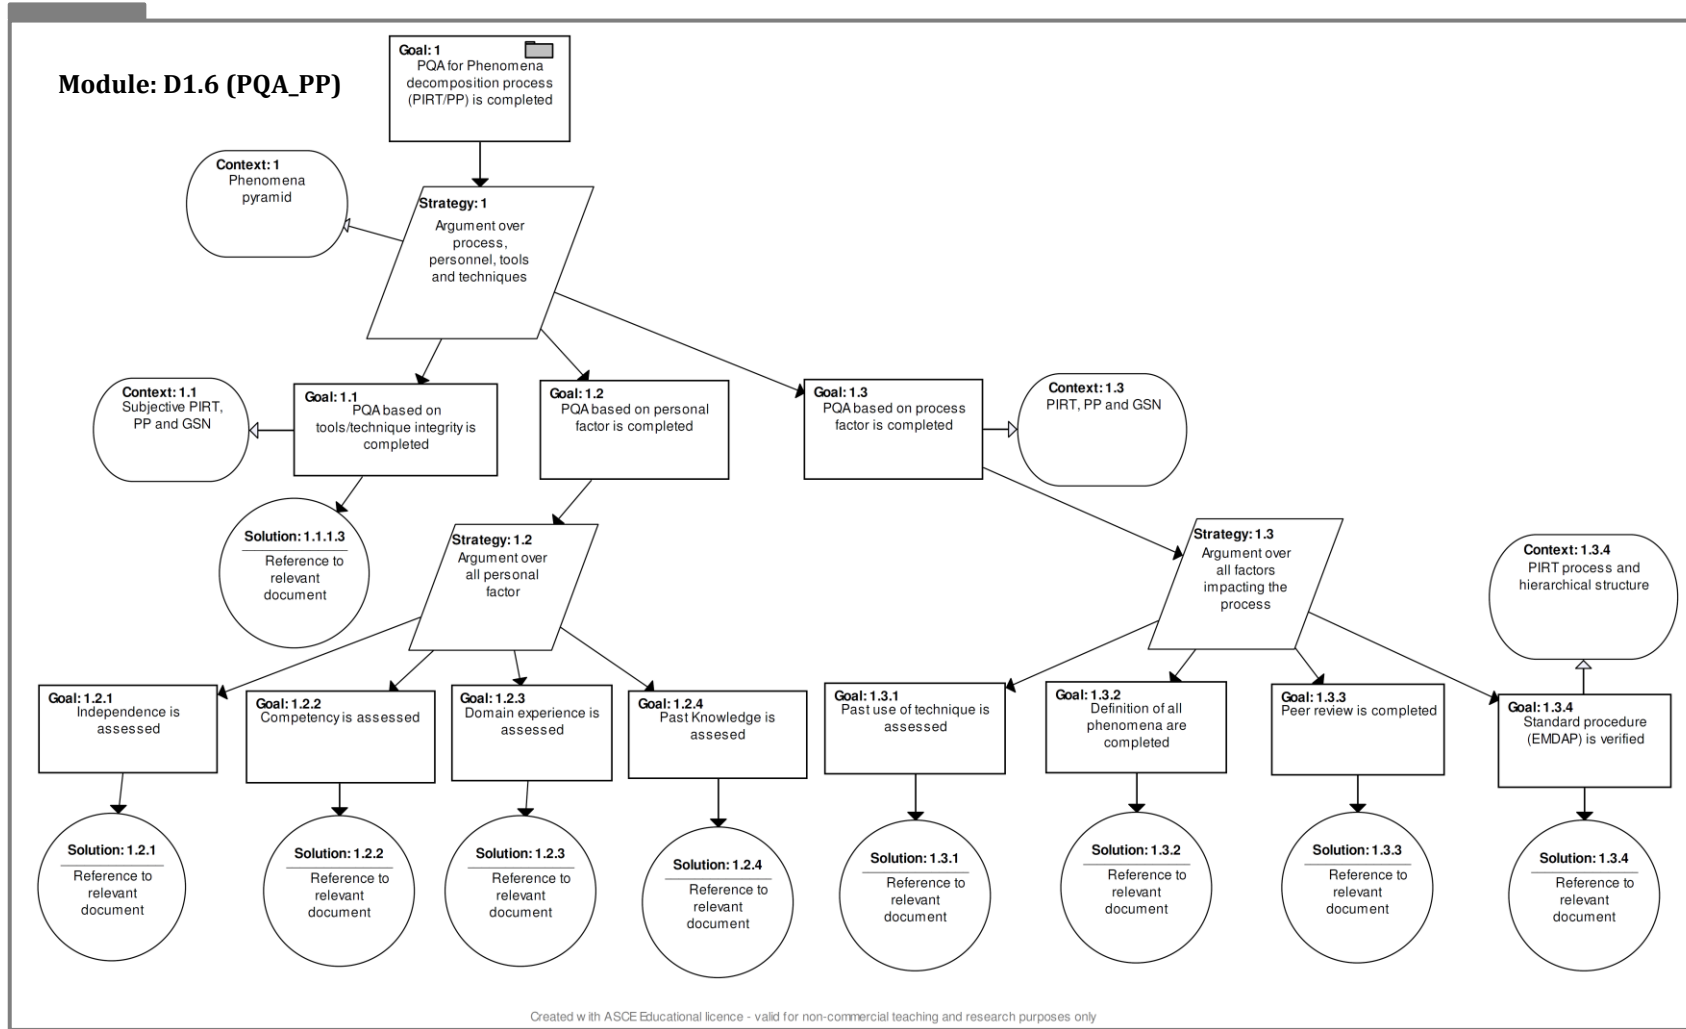 Module: D1.6 (PQA_PP)
Goal: 1
PQA for Phenomena
decomposition process
(PIRT/PP) is completed
Context: 1
Phenomena
pyramid
Strategy: 1
Argument over
process,
personnel, tools
and techniques
Context: 1.1
Subjective PIRT,
PP and GSN
Goal: 1.1
PQA based on
tools/technique integrity is
completed
Goal: 1.2
PQA based on personal
factor is completed
Goal: 1.3
PQA based on process
factor is completed
Context: 1.3
PIRT, PP and GSN
Solution: 1.1.1.3
Reference to
relevant
document
Strategy: 1.2
Argument over
all personal
factor
Strategy: 1.3
Argument over
all factors
impacting the
process
Context: 1.3.4
PIRT process and
hierarchical structure
Goal: 1.2.1
Independence is
assessed
Goal: 1.2.2
Competency is assessed
Goal: 1.2.3
Domain experience is
assessed
Goal: 1.2.4
Past Knowledge is
assesed
Goal: 1.3.1
Past use of technique is
assessed
Goal: 1.3.2
Definition of all
phenomena are
completed
Goal: 1.3.3
Peer review is completed
Goal: 1.3.4
Standard procedure
(EMDAP) is verified
Solution: 1.2.1
Reference to
relevant
document
Solution: 1.2.2
Reference to
relevant
document
Solution: 1.2.3
Reference to
relevant
document
Solution: 1.2.4
Reference to
relevant
document
Solution: 1.3.1
Reference to
relevant
document
Solution: 1.3.2
Reference to
relevant
document
Solution: 1.3.3
Reference to
relevant
document
Solution: 1.3.4
Reference to
relevant
document
Created with ASCE Educational licence - valid for non-commercial teaching and research purposes only